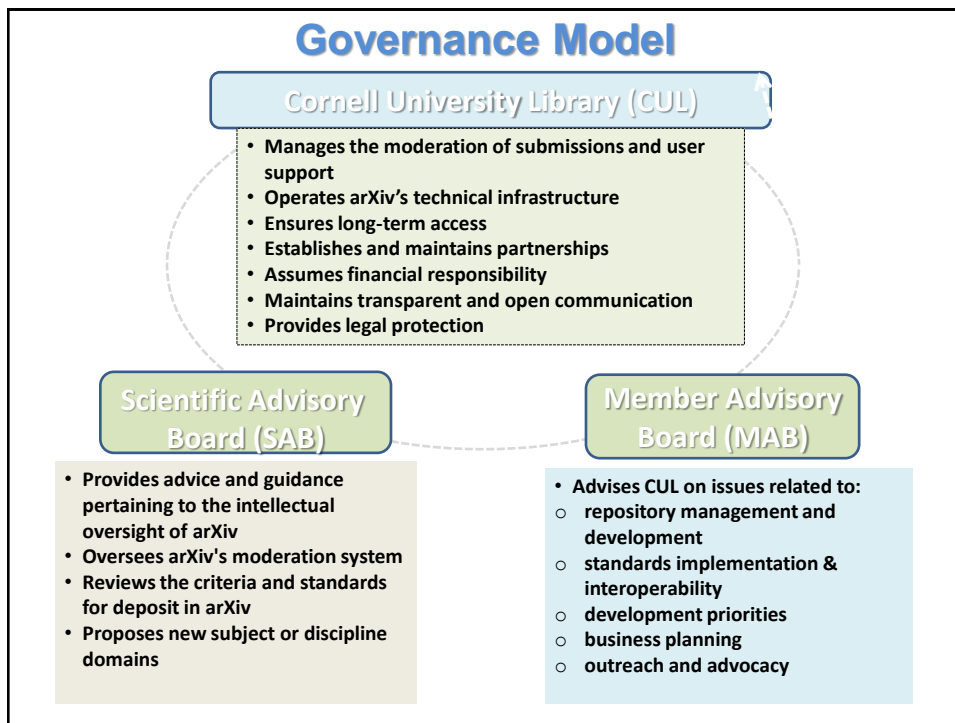 Governance Model
Cornell University Library (CUL)
• Manages the moderation of submissions and user
support
• Operates arXiv’s technical infrastructure
• Ensures long-term access
• Establishes and maintains partnerships
• Assumes financial responsibility
• Maintains transparent and open communication
• Provides legal protection
Scientific Advisory
Board (SAB)
• Provides advice and guidance
pertaining to the intellectual
oversight of arXiv
• Oversees arXiv's moderation system
• Reviews the criteria and standards
for deposit in arXiv
• Proposes new subject or discipline
domains
Member Advisory
Board (MAB)
• Advises CUL on issues related to:
o repository management and
development
o standards implementation &
interoperability
o development priorities
o business planning
o outreach and advocacy